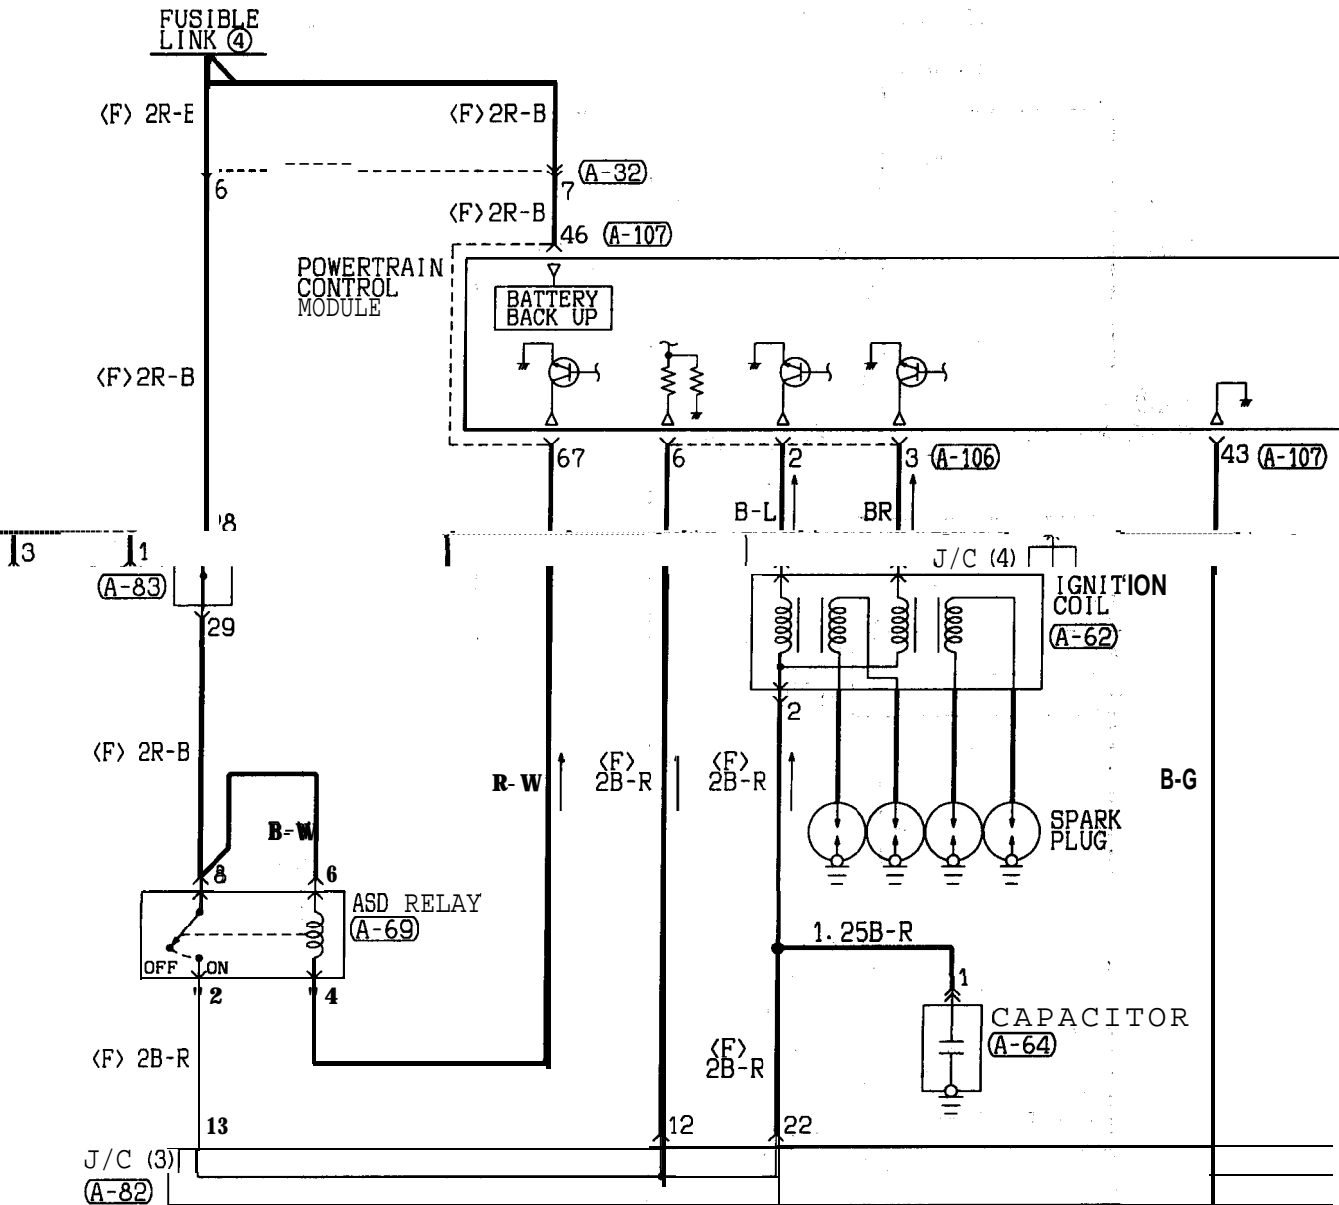 FUSIBLE
LINK ④
⟨F⟩ 2R-B
⟨F⟩2R-B
6
7
(A-32)
⟨F⟩2R-B
46
(A-107)
POWERTRAIN
CONTROL
MODULE
BATTERY
BACK UP
⟨F⟩2R-B
67
6
2
3
(A-106)
43
(A-107)
B-L
BR
3
1
J/C (4)
(A-83)
IGNITION
COIL
(A-62)
29
2
⟨F⟩ 2R-B
R-W
⟨F⟩
2B-R
⟨F⟩
2B-R
B-G
B-W
SPARK
PLUG
8
6
ASD RELAY
(A-69)
OFF
ON
1.25B-R
2
4
1
CAPACITOR
(A-64)
⟨F⟩ 2B-R
⟨F⟩
2B-R
13
12
22
J/C (3)
(A-82)